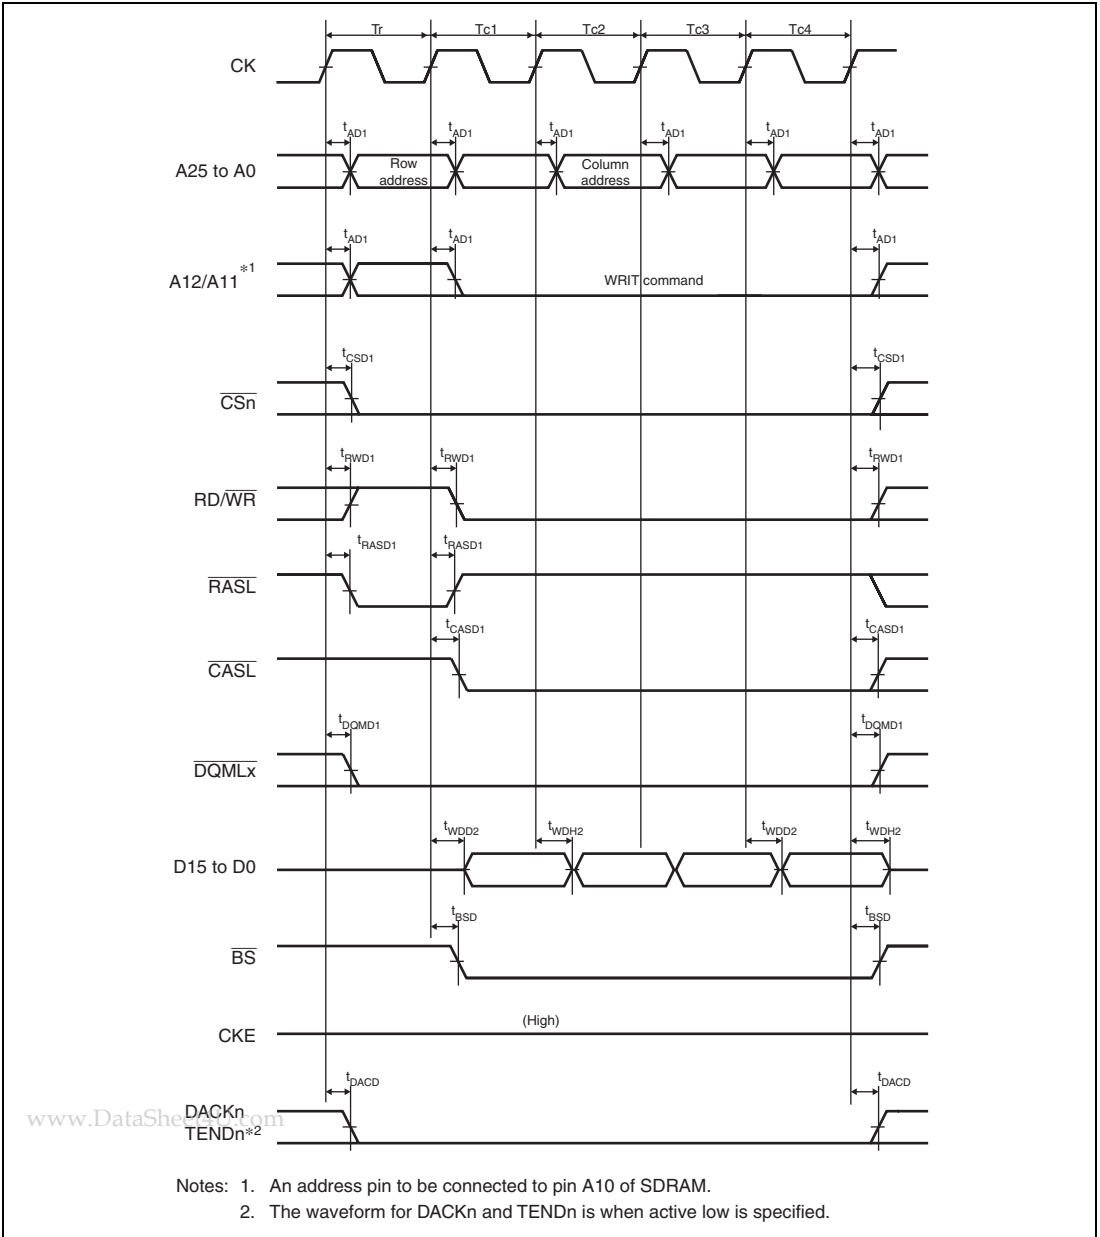 Tr Tc1 Tc2 Tc3 Tc4
CK
tAD1 tAD1 tAD1 tAD1 tAD1 tAD1
A25 to A0
Row address
Column address
tAD1 tAD1 tAD1
A12/A11*1
WRIT command
tCSD1 tCSD1
CSn
tRWD1 tRWD1 tRWD1
RD/WR
tRASD1 tRASD1
RASL
tCASD1 tCASD1
CASL
tDQMD1 tDQMD1
DQMLx
tWDD2 tWDH2 tWDD2 tWDH2
D15 to D0
tBSD tBSD
BS
(High)
CKE
tDACD tDACD
DACKn
TENDn*2
www.DataSheet4U.com
Notes: 1. An address pin to be connected to pin A10 of SDRAM.
2. The waveform for DACKn and TENDn is when active low is specified.